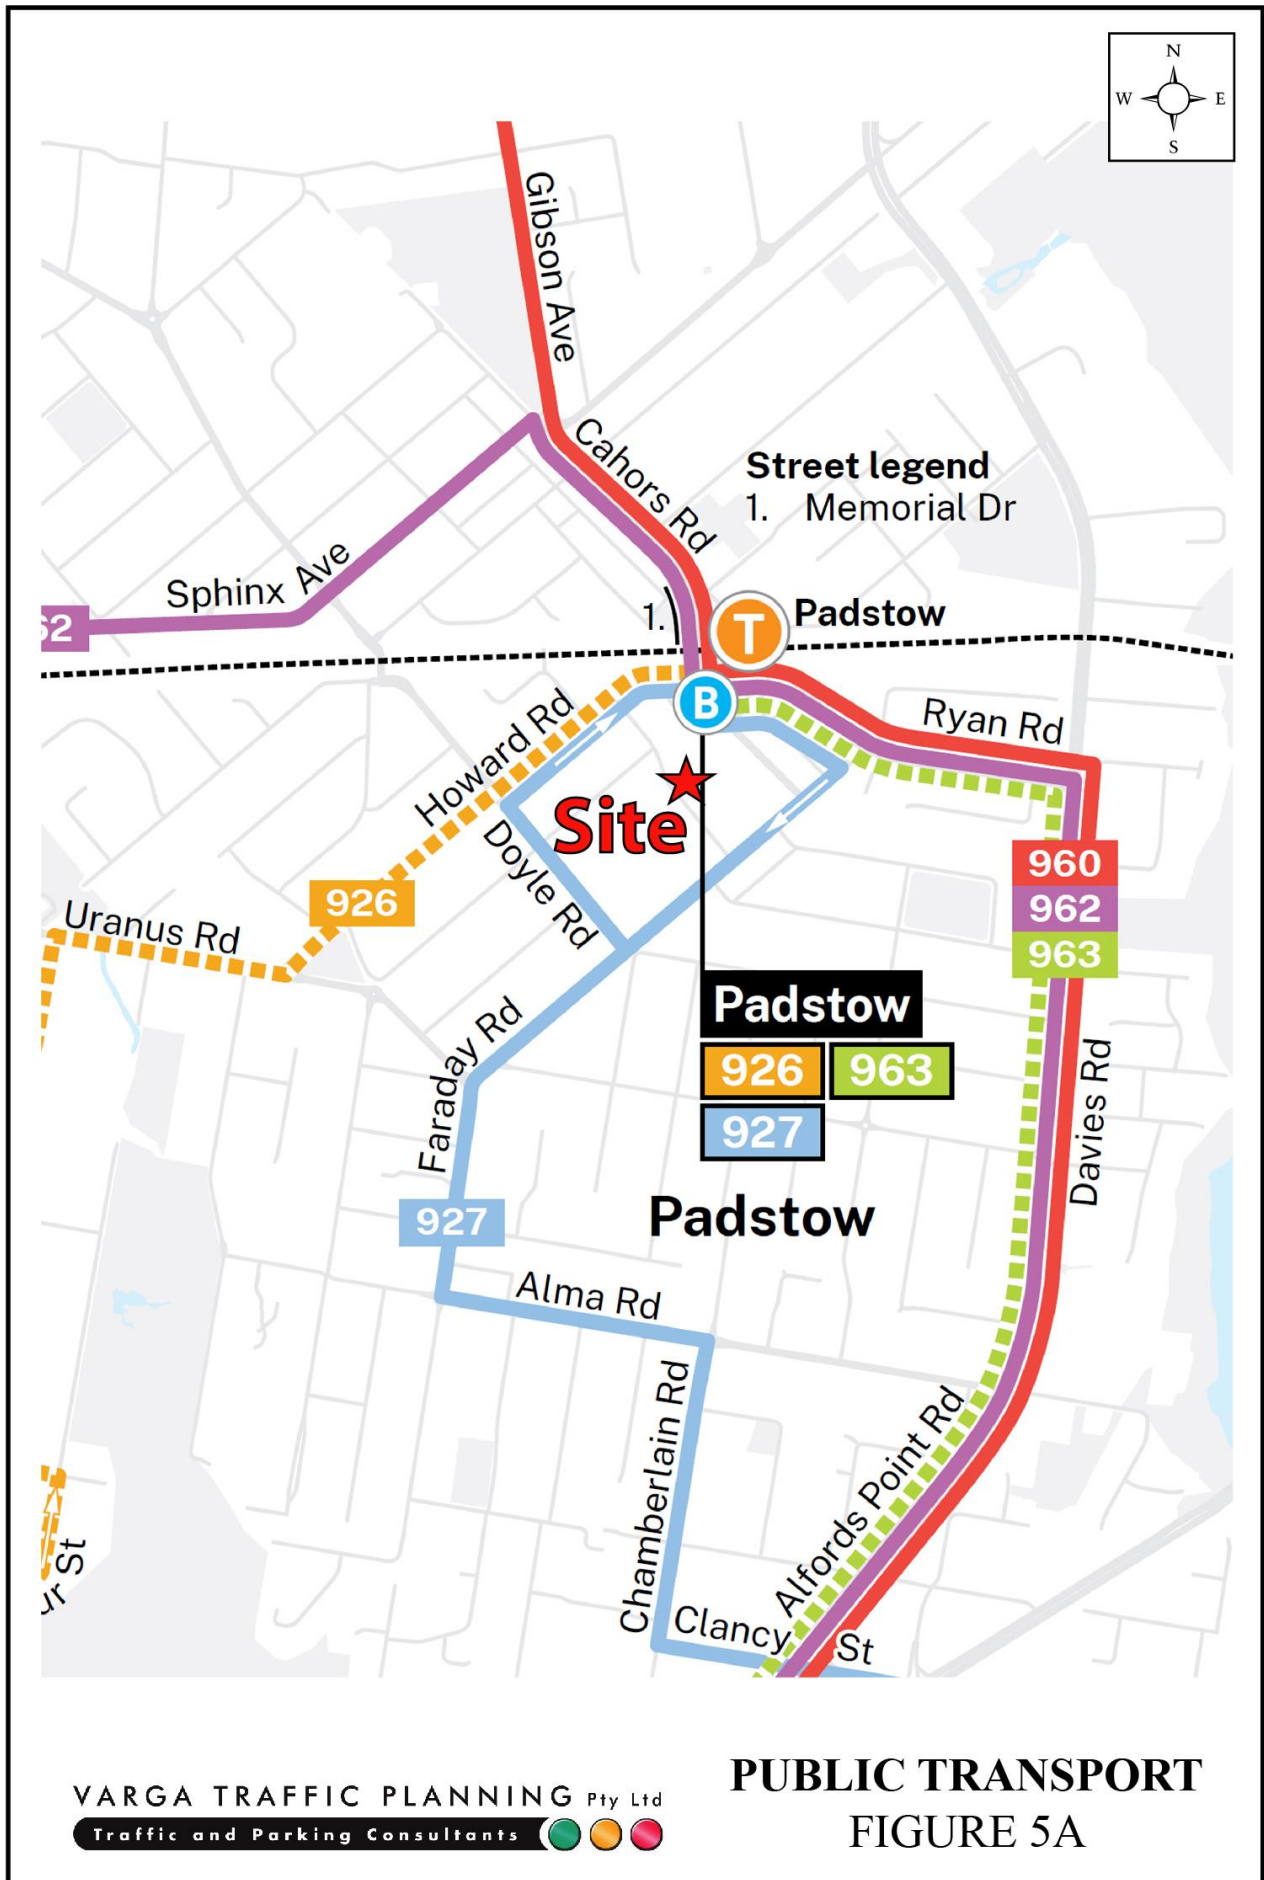 N
W E
S
Gibson Ave
Cahors Rd
Street legend
1. Memorial Dr
Sphinx Ave
62
1.
T
Padstow
B
Howard Rd
Ryan Rd
Site
Doyle Rd
960
962
963
926
Uranus Rd
Padstow
926 963
927
Faraday Rd
Davies Rd
927
Padstow
Alma Rd
Chamberlain Rd
Alfords Point Rd
St
Clancy St
VARGA TRAFFIC PLANNING Pty Ltd
Traffic and Parking Consultants
PUBLIC TRANSPORT
FIGURE 5A